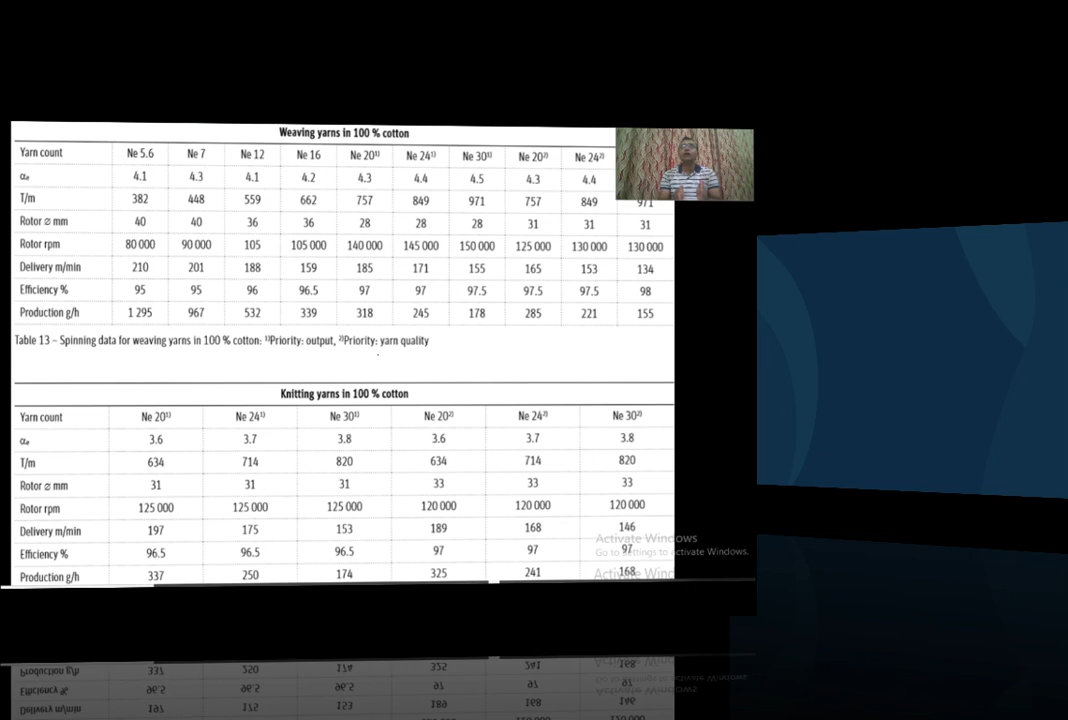 Weaving yarns in 100 % cotton
Yarn count Ne 5.6 Ne 7 Ne 12 Ne 16 Ne 20¹⁾ Ne 24¹⁾ Ne 30¹⁾ Ne 20²⁾ Ne 24²⁾
αₑ 4.1 4.3 4.1 4.2 4.3 4.4 4.5 4.3 4.4
T/m 382 448 559 662 757 849 971 757 849 971
Rotor ⌀ mm 40 40 36 36 28 28 28 31 31 31
Rotor rpm 80 000 90 000 105 105 000 140 000 145 000 150 000 125 000 130 000 130 000
Delivery m/min 210 201 188 159 185 171 155 165 153 134
Efficiency % 95 95 96 96.5 97 97 97.5 97.5 97.5 98
Production g/h 1 295 967 532 339 318 245 178 285 221 155
Table 13 – Spinning data for weaving yarns in 100 % cotton: ¹⁾Priority: output, ²⁾Priority: yarn quality
Knitting yarns in 100 % cotton
Yarn count Ne 20¹⁾ Ne 24¹⁾ Ne 30¹⁾ Ne 20²⁾ Ne 24²⁾ Ne 30²⁾
αₑ 3.6 3.7 3.8 3.6 3.7 3.8
T/m 634 714 820 634 714 820
Rotor ⌀ mm 31 31 31 33 33 33
Rotor rpm 125 000 125 000 125 000 120 000 120 000 120 000
Delivery m/min 197 175 153 189 168 146
Activate Windows
Efficiency % 96.5 96.5 96.5 97 97 97
Go to Settings to activate Windows.
Production g/h 337 250 174 325 241 168
Activate Wind